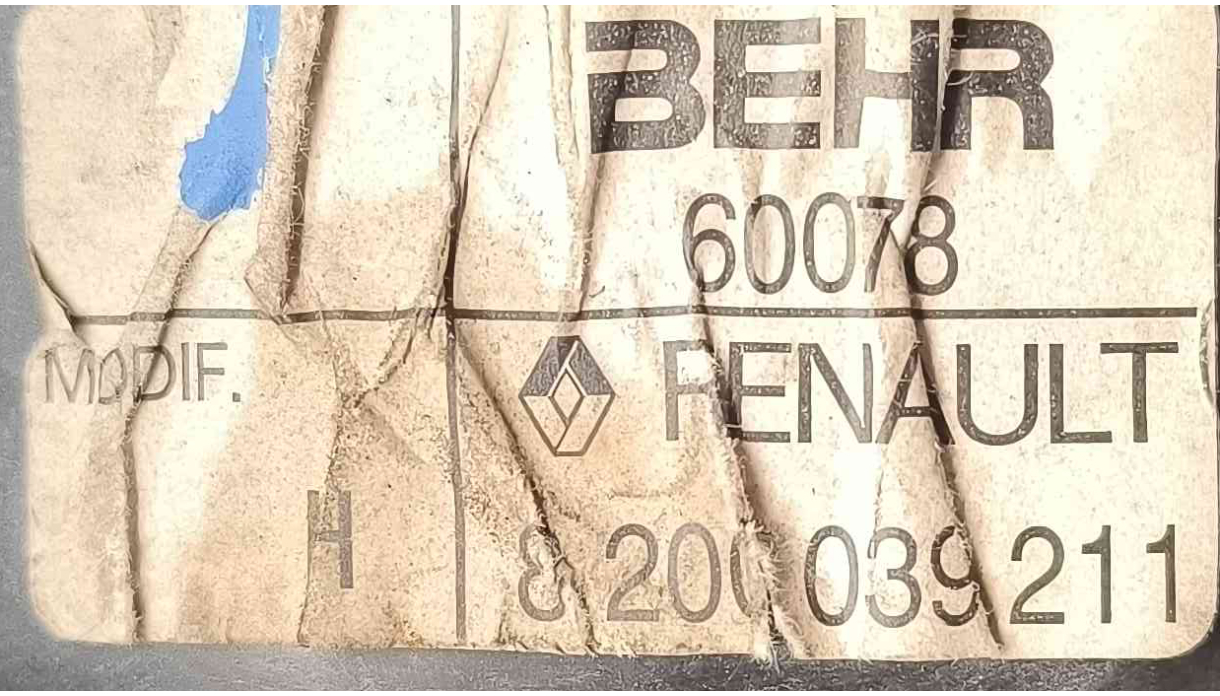 BEHR
60078
MODIF.
RENAULT
H
8 200 039 211